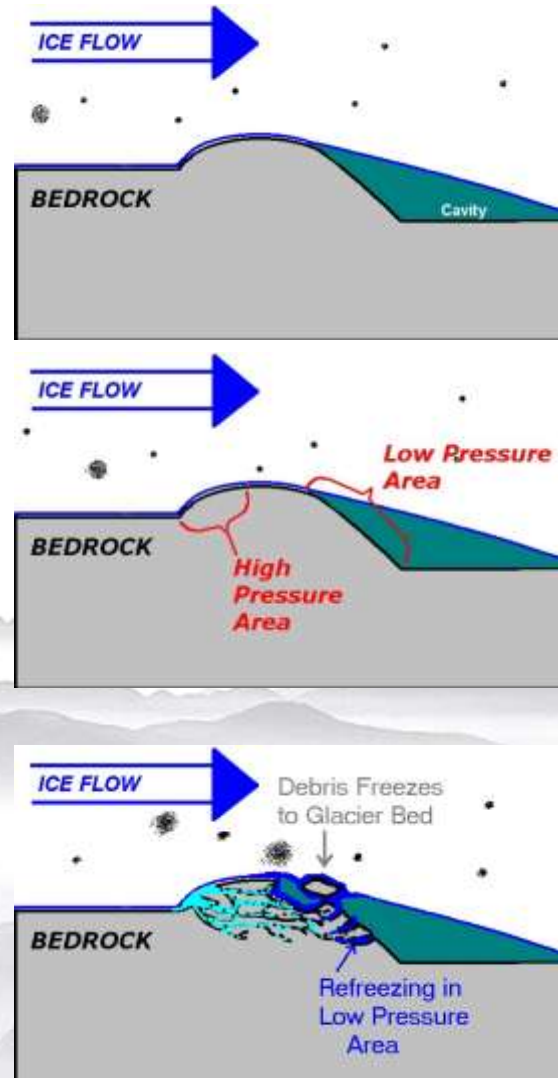 ICE FLOW
BEDROCK
Cavity
ICE FLOW
Low Pressure
Area
BEDROCK
High
Pressure
Area
ICE FLOW
Debris Freezes
to Glacier Bed
BEDROCK
Refreezing in
Low Pressure
Area